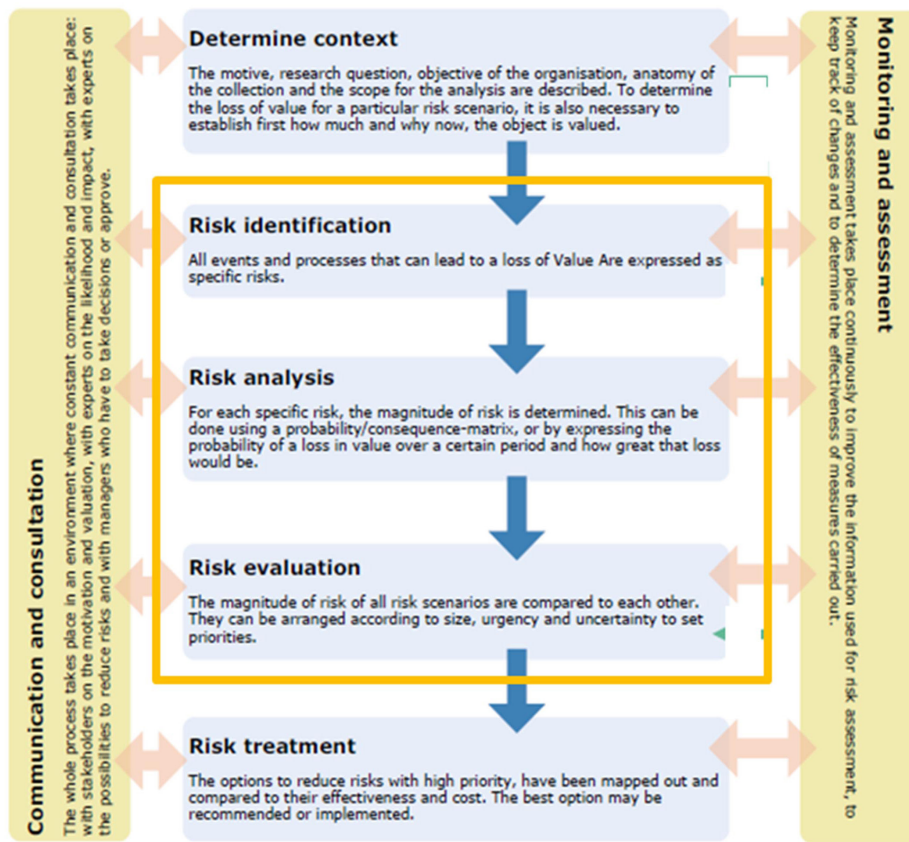 Communication and consultation
The whole process takes place in an environment where constant communication and consultation takes place:
with stakeholders on the motivation and valuation, with experts on the likelihood and impact, with experts on
the possibilities to reduce risks and with managers who have to take decisions or approve.
Determine context
The motive, research question, objective of the organisation, anatomy of
the collection and the scope for the analysis are described. To determine
the loss of value for a particular risk scenario, it is also necessary to
establish first how much and why now, the object is valued.
Risk identification
All events and processes that can lead to a loss of Value Are expressed as
specific risks.
Risk analysis
For each specific risk, the magnitude of risk is determined. This can be
done using a probability/consequence-matrix, or by expressing the
probability of a loss in value over a certain period and how great that loss
would be.
Risk evaluation
The magnitude of risk of all risk scenarios are compared to each other.
They can be arranged according to size, urgency and uncertainty to set
priorities.
Risk treatment
The options to reduce risks with high priority, have been mapped out and
compared to their effectiveness and cost. The best option may be
recommended or implemented.
Monitoring and assessment
Monitoring and assessment takes place continuously to improve the information used for risk assessment, to
keep track of changes and to determine the effectiveness of measures carried out.